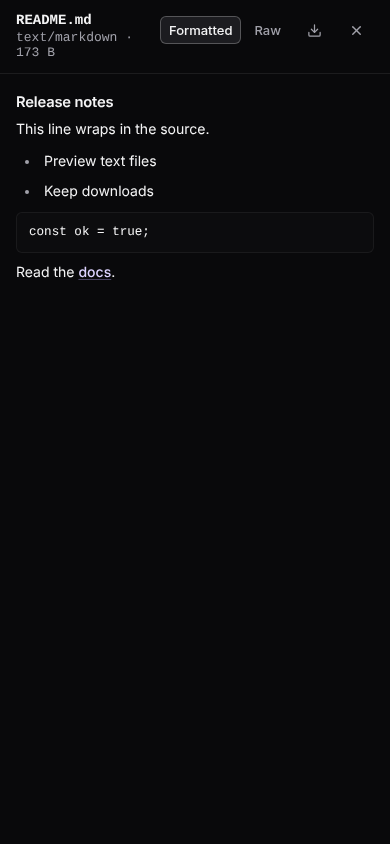 README.md
text/markdown ·
173 B
Formatted
Raw
Release notes
This line wraps in the source.
• Preview text files
• Keep downloads
const ok = true;
Read the docs.